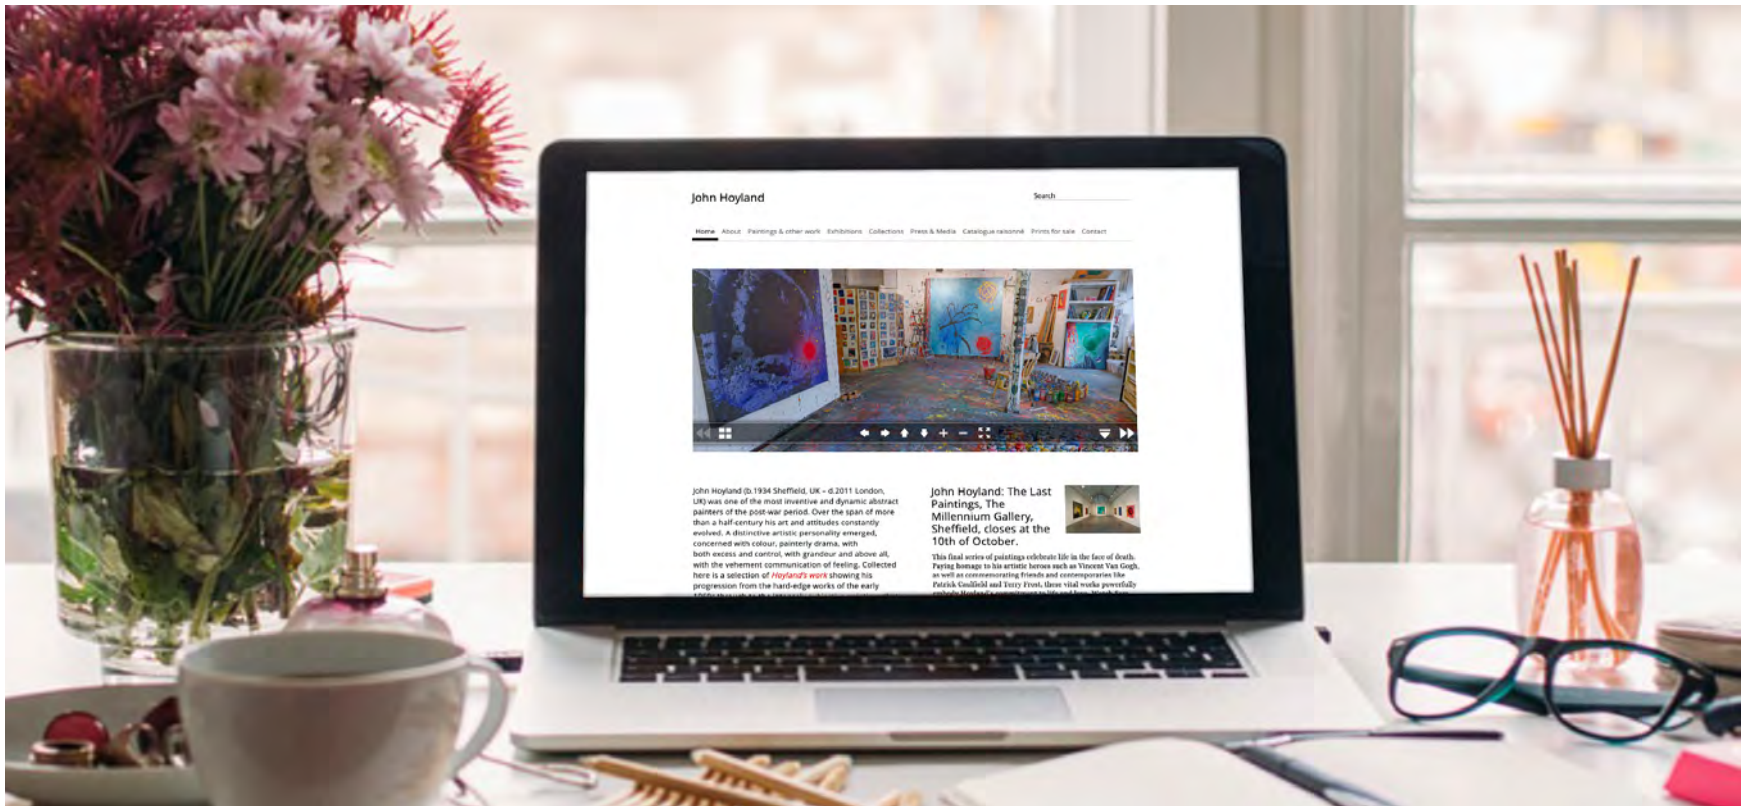 John Hoyland
Search
Home About Paintings & other work Exhibitions Collections Press & Media Catalogue raisonné Prints for sale Contact
John Hoyland (b.1934 Sheffield, UK – d.2011 London,
UK) was one of the most inventive and dynamic abstract
painters of the post-war period. Over the span of more
than a half-century his art and attitudes constantly
evolved. A distinctive artistic personality emerged,
concerned with colour, painterly drama, with
both excess and control, with grandeur and above all,
with the vehement communication of feeling. Collected
here is a selection of Hoyland's work showing his
progression from the hard-edge works of the early
John Hoyland: The Last
Paintings, The
Millennium Gallery,
Sheffield, closes at the
10th of October.
This final series of paintings celebrate life in the face of death.
Paying homage to his artistic heroes such as Vincent Van Gogh,
as well as commemorating friends and contemporaries like
Patrick Caulfield and Terry Frost, these vital works powerfully